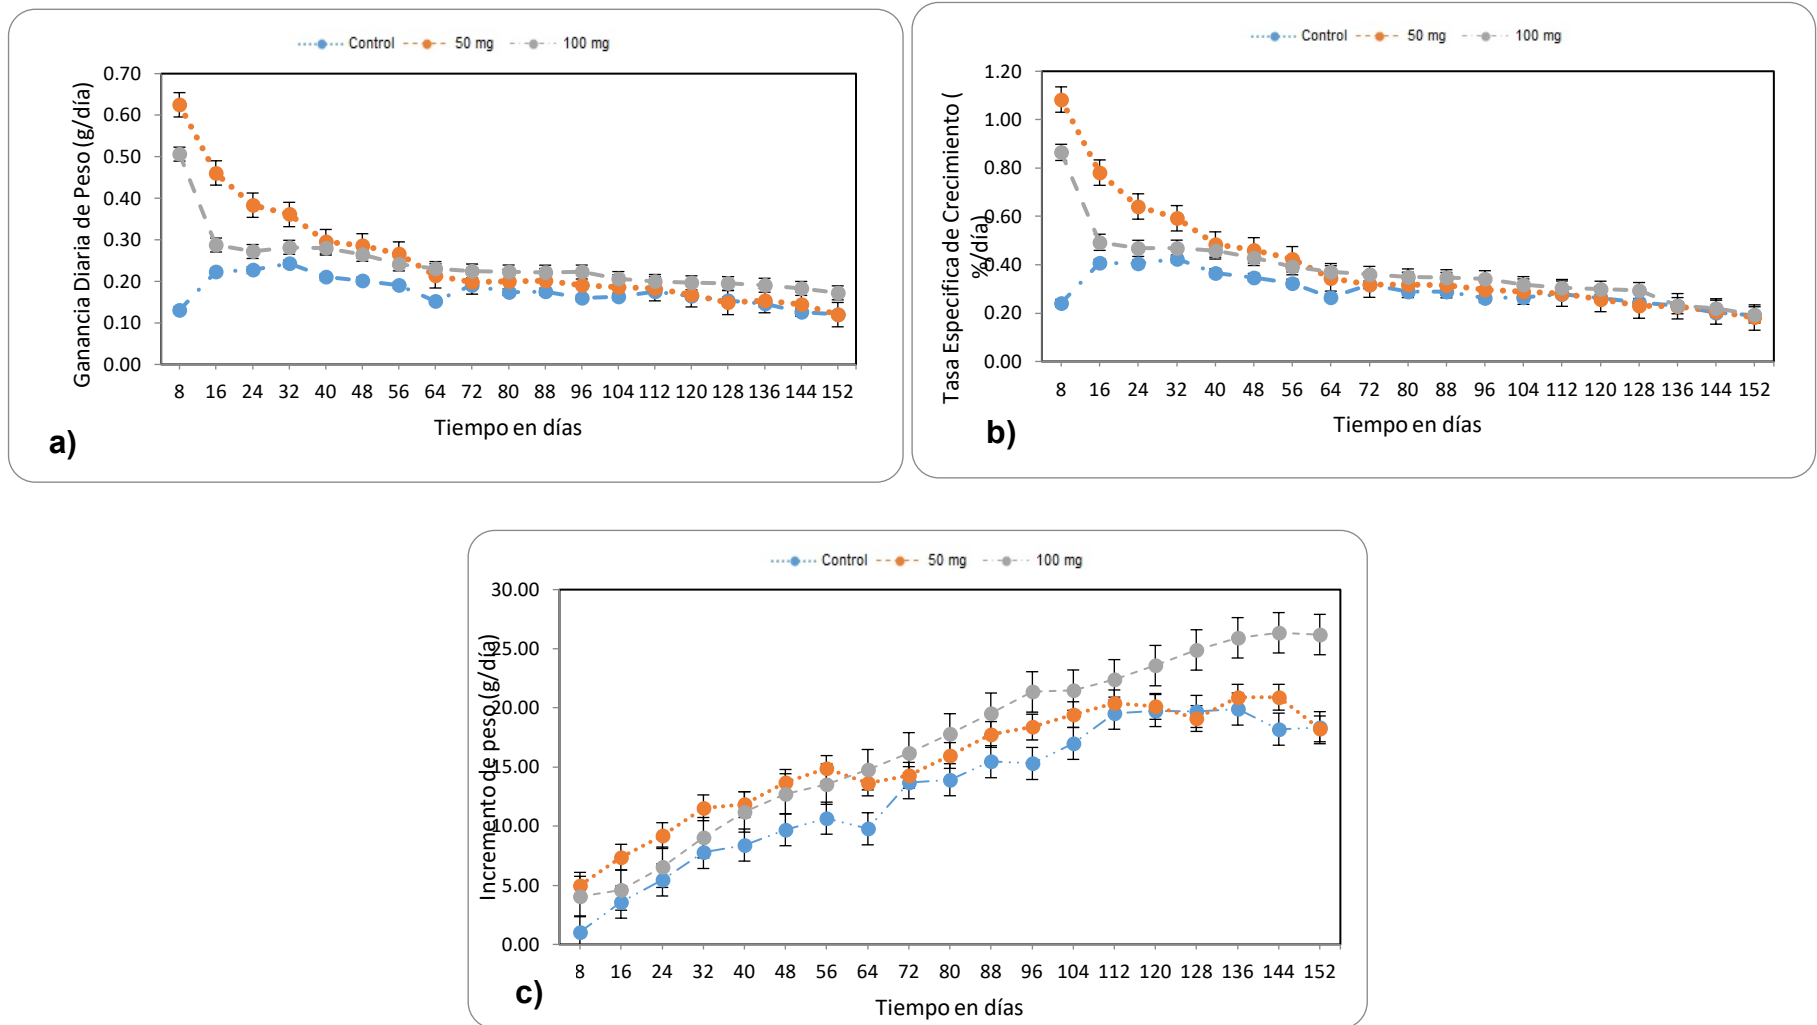 Control 50 mg 100 mg
Ganancia Diaria de Peso (g/día)
0.70
0.60
0.50
0.40
0.30
0.20
0.10
0.00
8 16 24 32 40 48 56 64 72 80 88 96 104 112 120 128 136 144 152
Tiempo en días
a)
Control 50 mg 100 mg
Tasa Específica de Crecimiento (
%/día)
1.20
1.00
0.80
0.60
0.40
0.20
0.00
8 16 24 32 40 48 56 64 72 80 88 96 104 112 120 128 136 144 152
Tiempo en días
b)
Control 50 mg 100 mg
Incremento de peso (g/día)
30.00
25.00
20.00
15.00
10.00
5.00
0.00
8 16 24 32 40 48 56 64 72 80 88 96 104 112 120 128 136 144 152
Tiempo en días
c)